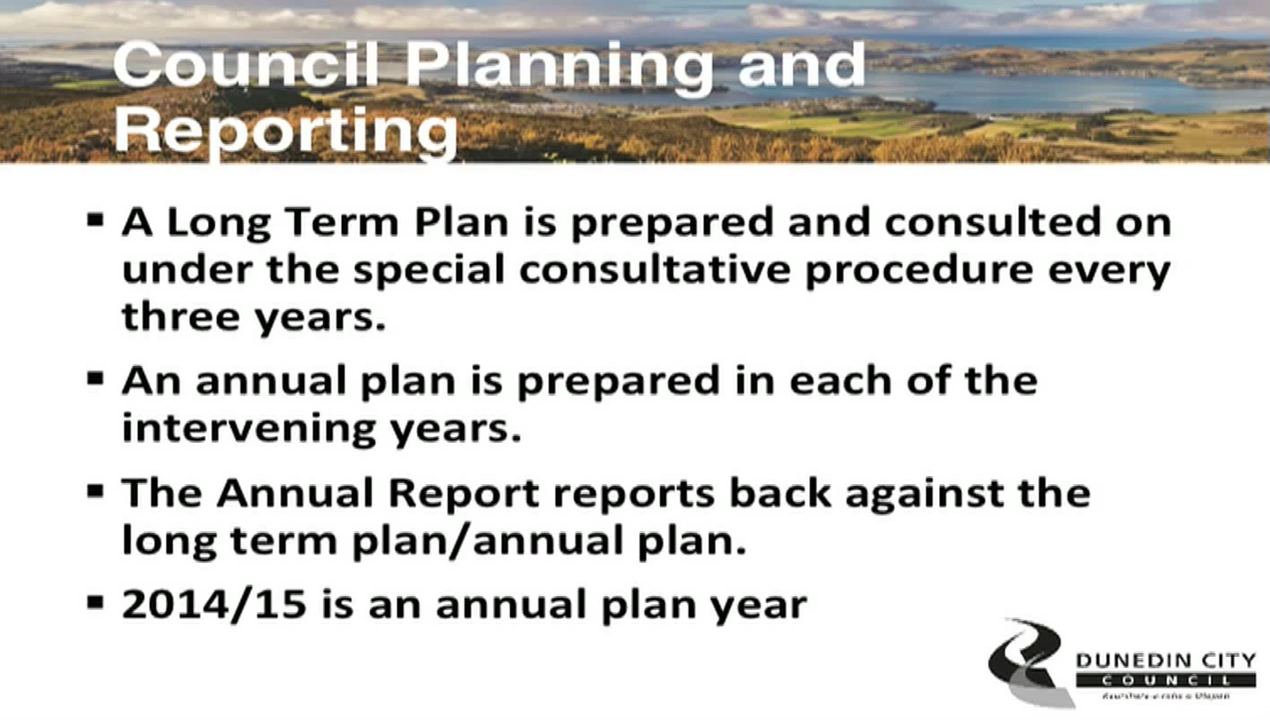 Council Planning and
Reporting
▪ A Long Term Plan is prepared and consulted on
under the special consultative procedure every
three years.
▪ An annual plan is prepared in each of the
intervening years.
▪ The Annual Report reports back against the
long term plan/annual plan.
▪ 2014/15 is an annual plan year
DUNEDIN CITY
COUNCIL